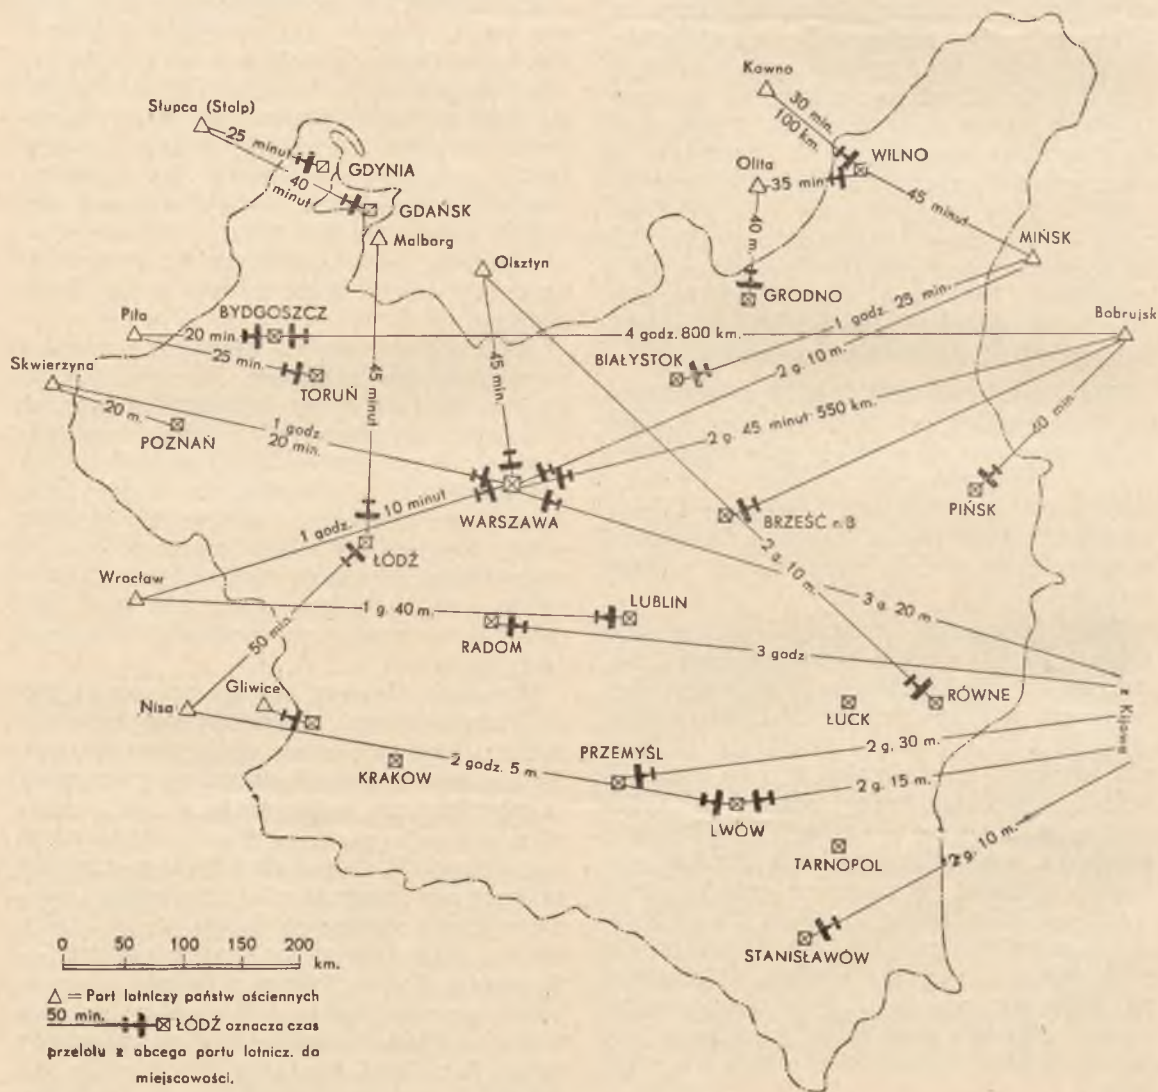 Kowno
30 min.
100 km.
Słupca (Stolp)
25 minut
GDYNIA
40 minut
GDAŃSK
WILNO
Olita
35 min.
45 minut
40 m.
Malborg
Olsztyn
MIŃSK
GRODNO
1 godz. 25 min.
Piła
BYDGOSZCZ
20 min.
4 godz. 800 km.
Bobrujsk
25 min.
TORUŃ
BIAŁYSTOK
2 g. 10 m.
Skwierzyna
20 m.
POZNAŃ
45 minut
45 min.
1 godz.
20 min.
2 g. 45 minut 550 km.
40 min.
PIŃSK
WARSZAWA
BRZEŚĆ n.B
1 godz. 10 minut
ŁÓDŹ
2 g. 10 m.
Wrocław
3 g. 20 m.
1 g. 40 m.
LUBLIN
RADOM
3 godz
50 min.
Gliwice
Nisa
ŁUCK
RÓWNE
z Kijowa
PRZEMYŚL
2 g. 30 m.
KRAKOW
2 godz. 5 m.
2 g. 15 m.
LWÓW
TARNOPOL
2 g. 10 m.
STANISŁAWÓW
0 50 100 150 200
km.
△ = Port lotniczy państw ościennych
50 min.
ŁÓDŹ oznacza czas
przelotu z obcego portu lotnicz. do
miejscowości.